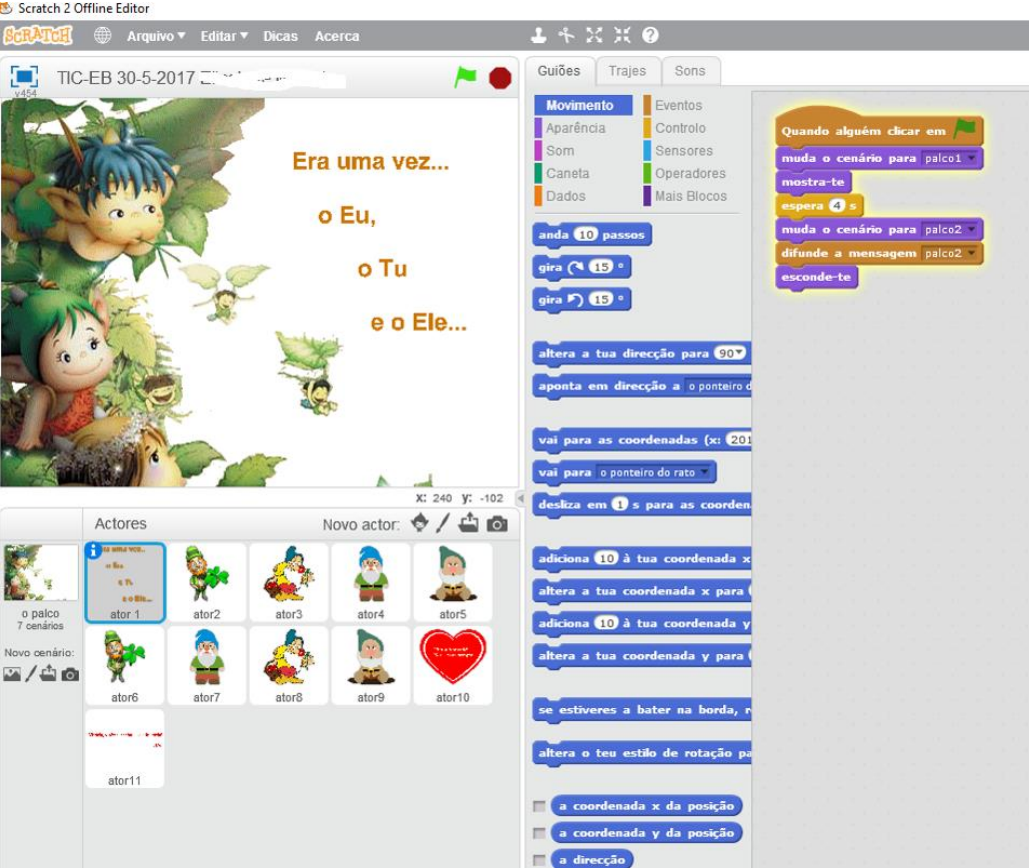 Scratch 2 Offline Editor
SCRATCH Arquivo Editar Dicas Acerca
TIC-EB 30-5-2017
v454
Era uma vez...
o Eu,
o Tu
e o Ele...
x: 240 y: -102
Actores Novo actor:
o palco
7 cenários
Novo cenário:
ator 1 ator2 ator3 ator4 ator5
ator6 ator7 ator8 ator9 ator10
ator11
Guiões Trajes Sons
Movimento Eventos
Aparência Controlo
Som Sensores
Caneta Operadores
Dados Mais Blocos
anda 10 passos
gira 15 °
gira 15 °
altera a tua direcção para 90
aponta em direcção a o ponteiro d
vai para as coordenadas (x: 201
vai para o ponteiro do rato
desliza em 1 s para as coorden
adiciona 10 à tua coordenada x
altera a tua coordenada x para
adiciona 10 à tua coordenada y
altera a tua coordenada y para
se estiveres a bater na borda, r
altera o teu estilo de rotação pa
a coordenada x da posição
a coordenada y da posição
a direcção
Quando alguém clicar em
muda o cenário para palco1
mostra-te
espera 4 s
muda o cenário para palco2
difunde a mensagem palco2
esconde-te